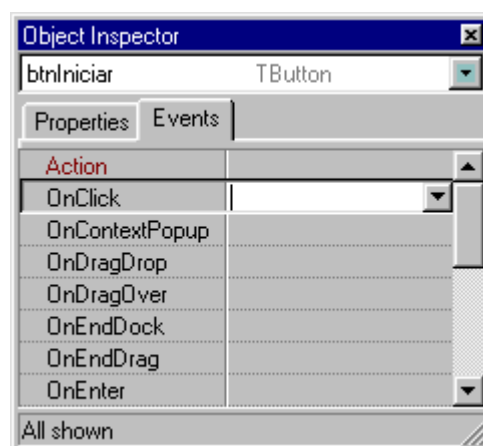 Object Inspector
btnIniciar TButton
Properties Events
Action
OnClick
OnContextPopup
OnDragDrop
OnDragOver
OnEndDock
OnEndDrag
OnEnter
All shown